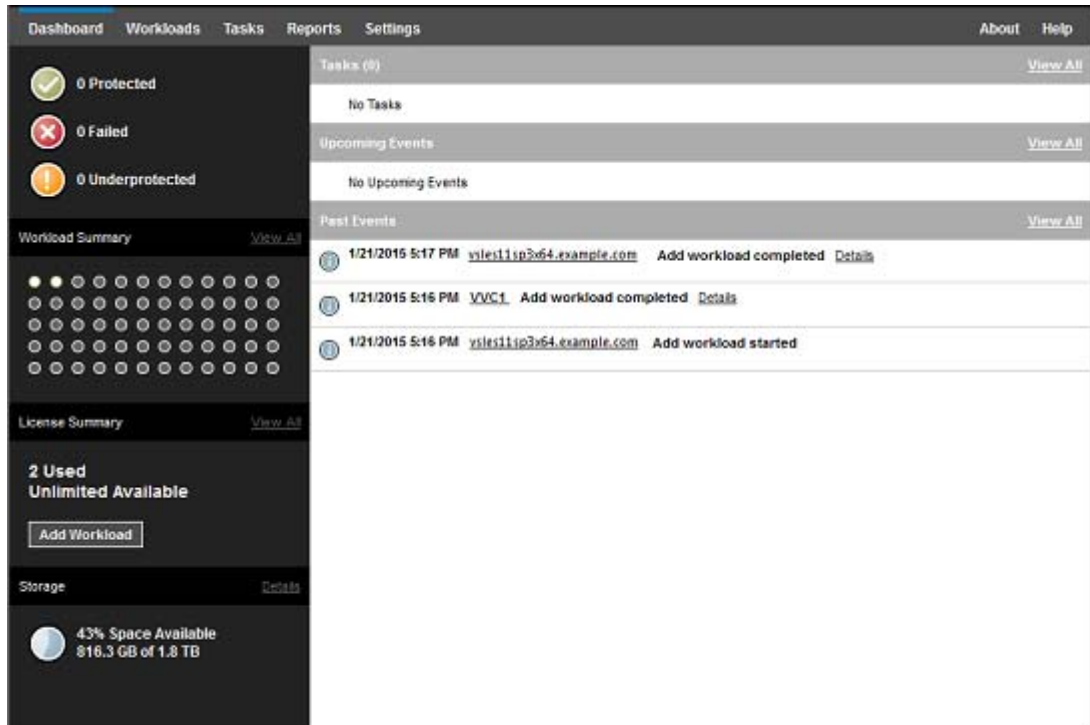 Dashboard Workloads Tasks Reports Settings About Help
0 Protected
0 Failed
0 Underprotected
Workload Summary View All
License Summary View All
2 Used
Unlimited Available
Add Workload
Storage Details
43% Space Available
816.3 GB of 1.8 TB
Tasks (0) View All
No Tasks
Upcoming Events View All
No Upcoming Events
Past Events View All
1/21/2015 5:17 PM vsles11sp3x64.example.com Add workload completed Details
1/21/2015 5:16 PM VVC1 Add workload completed Details
1/21/2015 5:16 PM vsles11sp3x64.example.com Add workload started